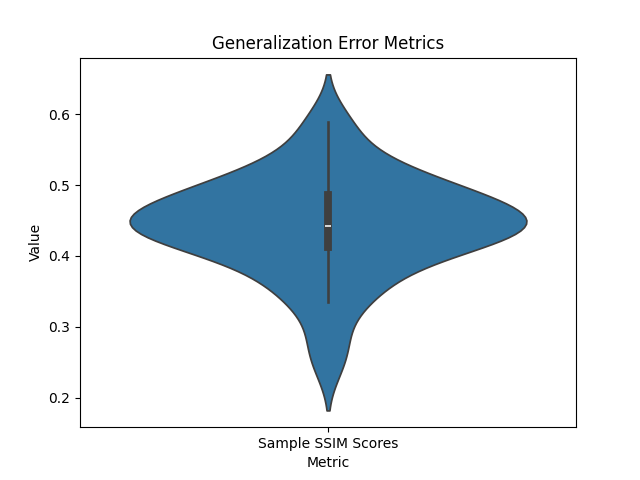 Generalization Error Metrics
0.6
0.5
0.4
0.3
0.2
Value
Sample SSIM Scores
Metric